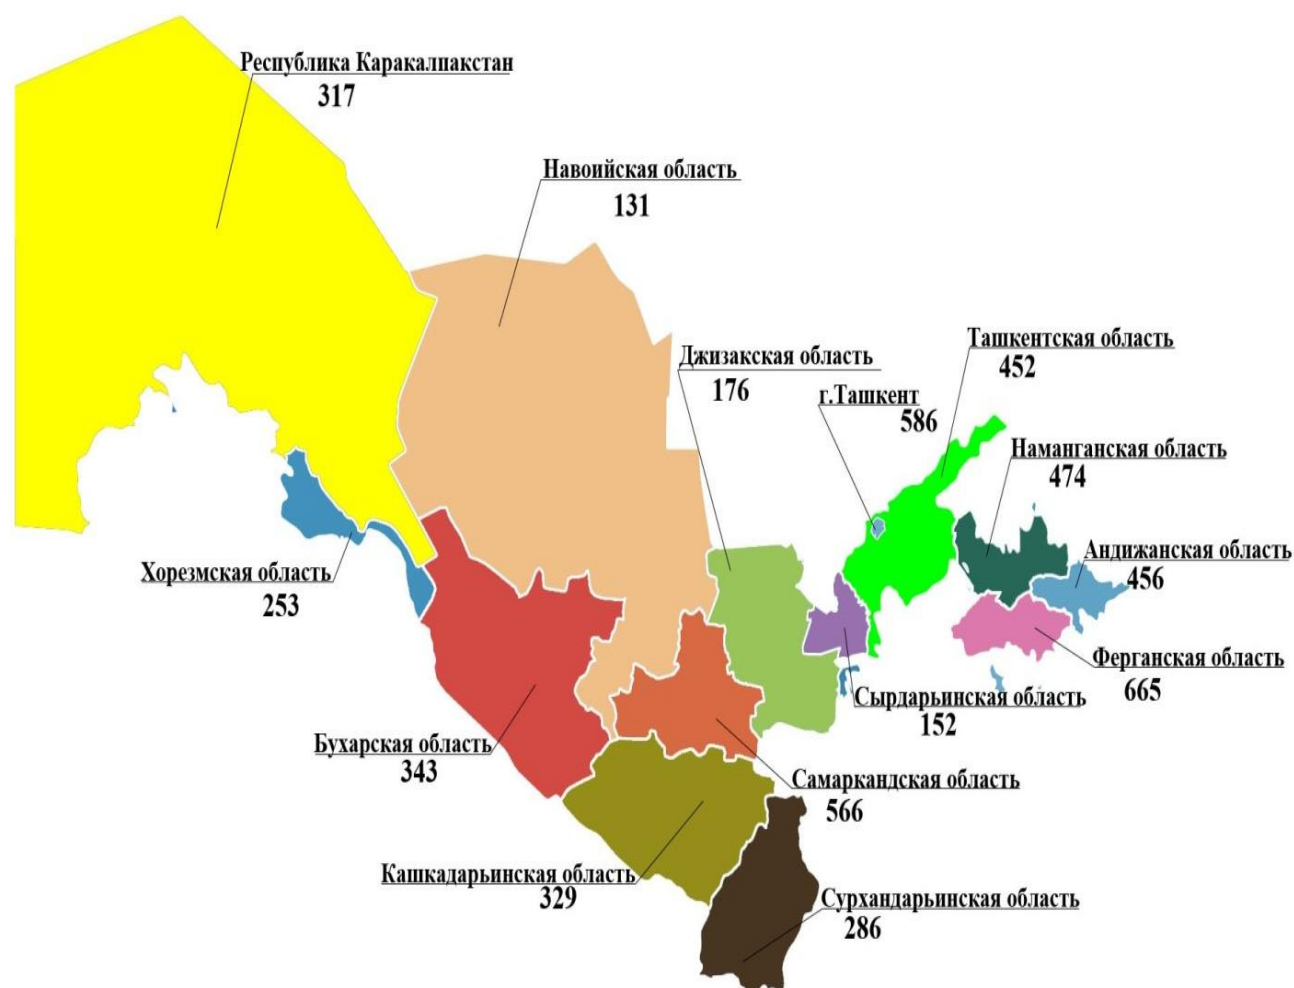 Республика Каракалпакстан
317
Навоийская область
131
Ташкентская область
452
Джизакская область
176
г.Ташкент
586
Наманганская область
474
Андижанская область
456
Хорезмская область
253
Ферганская область
665
Сырдарьинская область
152
Бухарская область
343
Самаркандская область
566
Кашкадарьинская область
329
Сурхандарьинская область
286